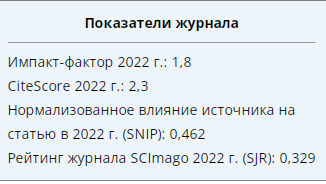 Показатели журнала
Импакт-фактор 2022 г.: 1,8
CiteScore 2022 г.: 2,3
Нормализованное влияние источника на
статью в 2022 г. (SNIP): 0,462
Рейтинг журнала SCImago 2022 г. (SJR): 0,329